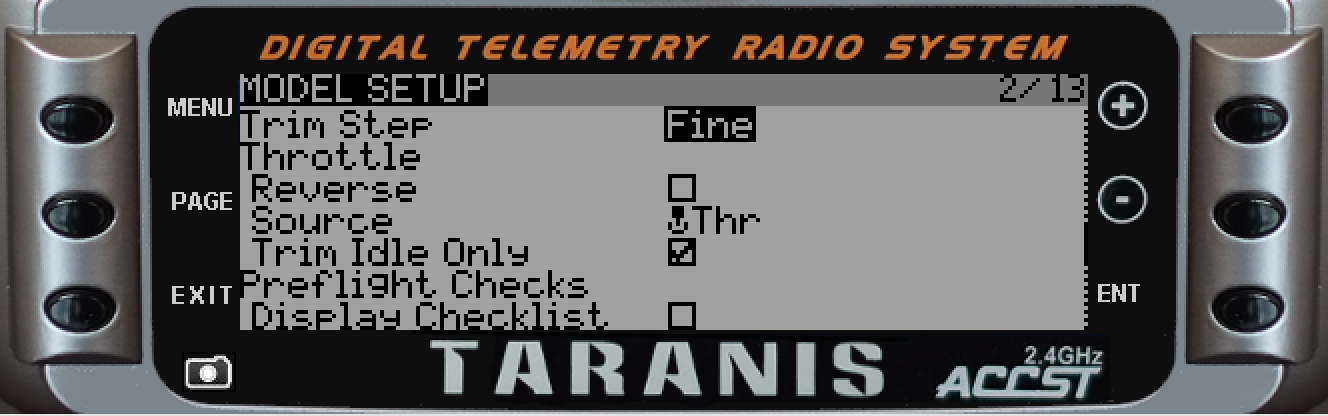 DIGITAL TELEMETRY RADIO SYSTEM
MENU
PAGE
EXIT
MODEL SETUP 2/13
Trim Step Fine
Throttle
Reverse
Source Thr
Trim Idle Only
Preflight Checks
Display Checklist
+
-
ENT
TARANIS
2.4GHz
ACCST